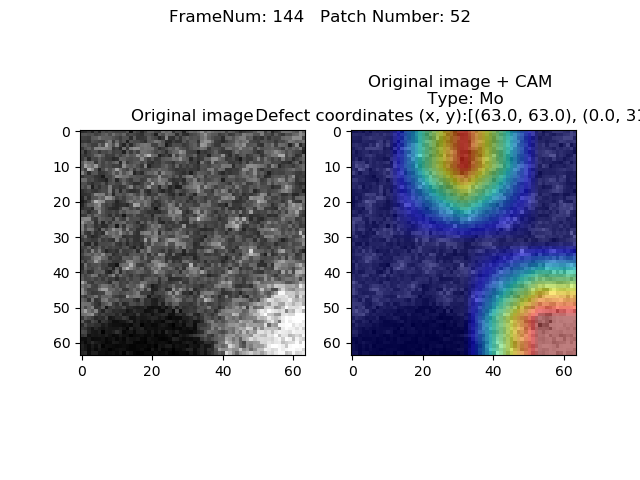 FrameNum: 144   Patch Number: 52
Original image + CAM
Type: Mo
Original image
Defect coordinates (x, y):[(63.0, 63.0), (0.0, 31
0
10
20
30
40
50
60
0 20 40 60
0
10
20
30
40
50
60
0 20 40 60